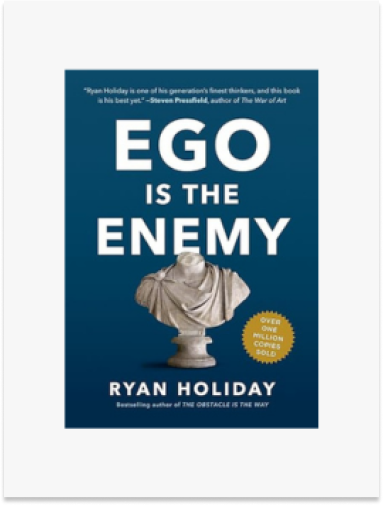 "Ryan Holiday is one of his generation's finest thinkers, and this book
is his best yet." —Steven Pressfield, author of The War of Art
EGO
IS THE
ENEMY
OVER
ONE
MILLION
COPIES
SOLD!
RYAN HOLIDAY
Bestselling author of THE OBSTACLE IS THE WAY